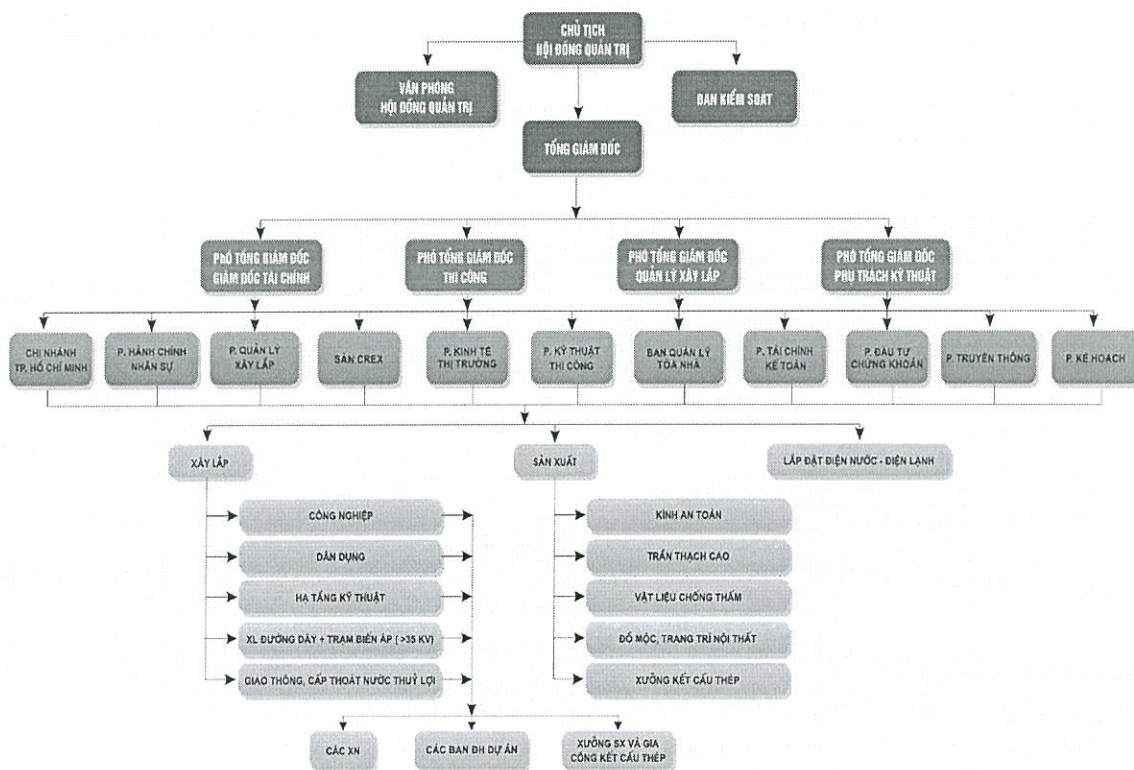 CHỦ TỊCH
HỘI ĐỒNG QUẢN TRỊ
VĂN PHÒNG
HỘI ĐỒNG QUẢN TRỊ
BAN KIỂM SOÁT
TỔNG GIÁM ĐỐC
PHÓ TỔNG GIÁM ĐỐC
GIÁM ĐỐC TÀI CHÍNH
PHÓ TỔNG GIÁM ĐỐC
THI CÔNG
PHÓ TỔNG GIÁM ĐỐC
QUẢN LÝ XÂY LẮP
PHÓ TỔNG GIÁM ĐỐC
PHỤ TRÁCH KỸ THUẬT
CHI NHÁNH
TP. HỒ CHÍ MINH
P. HÀNH CHÍNH
NHÂN SỰ
P. QUẢN LÝ
XÂY LẮP
SÀN CREX
P. KINH TẾ
THỊ TRƯỜNG
P. KỸ THUẬT
THI CÔNG
BAN QUẢN LÝ
TÒA NHÀ
P. TÀI CHÍNH
KẾ TOÁN
P. ĐẦU TƯ
CHỨNG KHOÁN
P. TRUYỀN THÔNG
P. KẾ HOẠCH
XÂY LẮP
SẢN XUẤT
LẮP ĐẶT ĐIỆN NƯỚC - ĐIỆN LẠNH
CÔNG NGHIỆP
DÂN DỤNG
HẠ TẦNG KỸ THUẬT
XL ĐƯỜNG DÂY + TRẠM BIẾN ÁP ( >35 KV)
GIAO THÔNG, CẤP THOÁT NƯỚC THUỶ LỢI
KÍNH AN TOÀN
TRẦN THẠCH CAO
VẬT LIỆU CHỐNG THẤM
ĐỒ MỘC, TRANG TRÍ NỘI THẤT
XƯỞNG KẾT CẤU THÉP
CÁC XN
CÁC BAN ĐH DỰ ÁN
XƯỞNG SX VÀ GIA
CÔNG KẾT CẤU THÉP